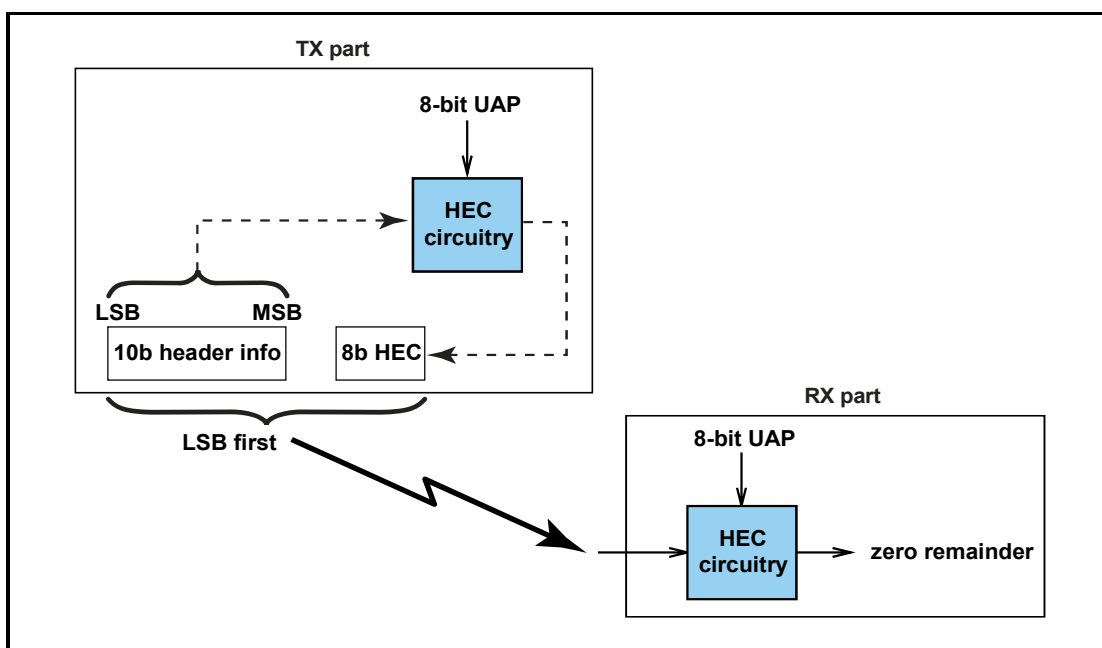 TX part
8-bit UAP
HEC
circuitry
LSB
MSB
10b header info
8b HEC
LSB first
RX part
8-bit UAP
HEC
circuitry
zero remainder